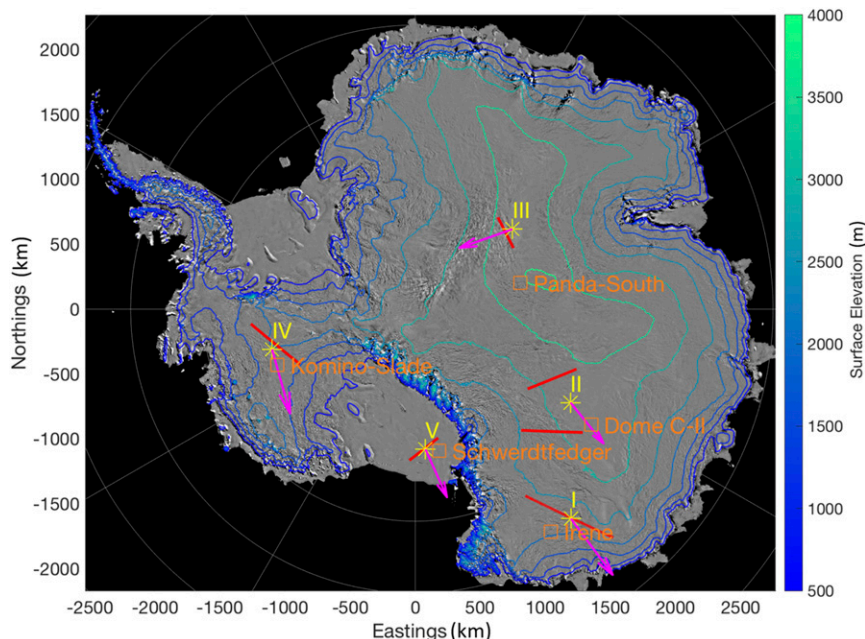 2000
1500
1000
500
0
-500
-1000
-1500
-2000
Northings (km)
-2500 -2000 -1500 -1000 -500 0 500 1000 1500 2000 2500
Eastings (km)
III
Panda-South
IV
Komino-Slade
II
Dome C-II
V
Schwerdtfedger
I
Irene
4000
3500
3000
2500
2000
1500
1000
500
Surface Elevation (m)